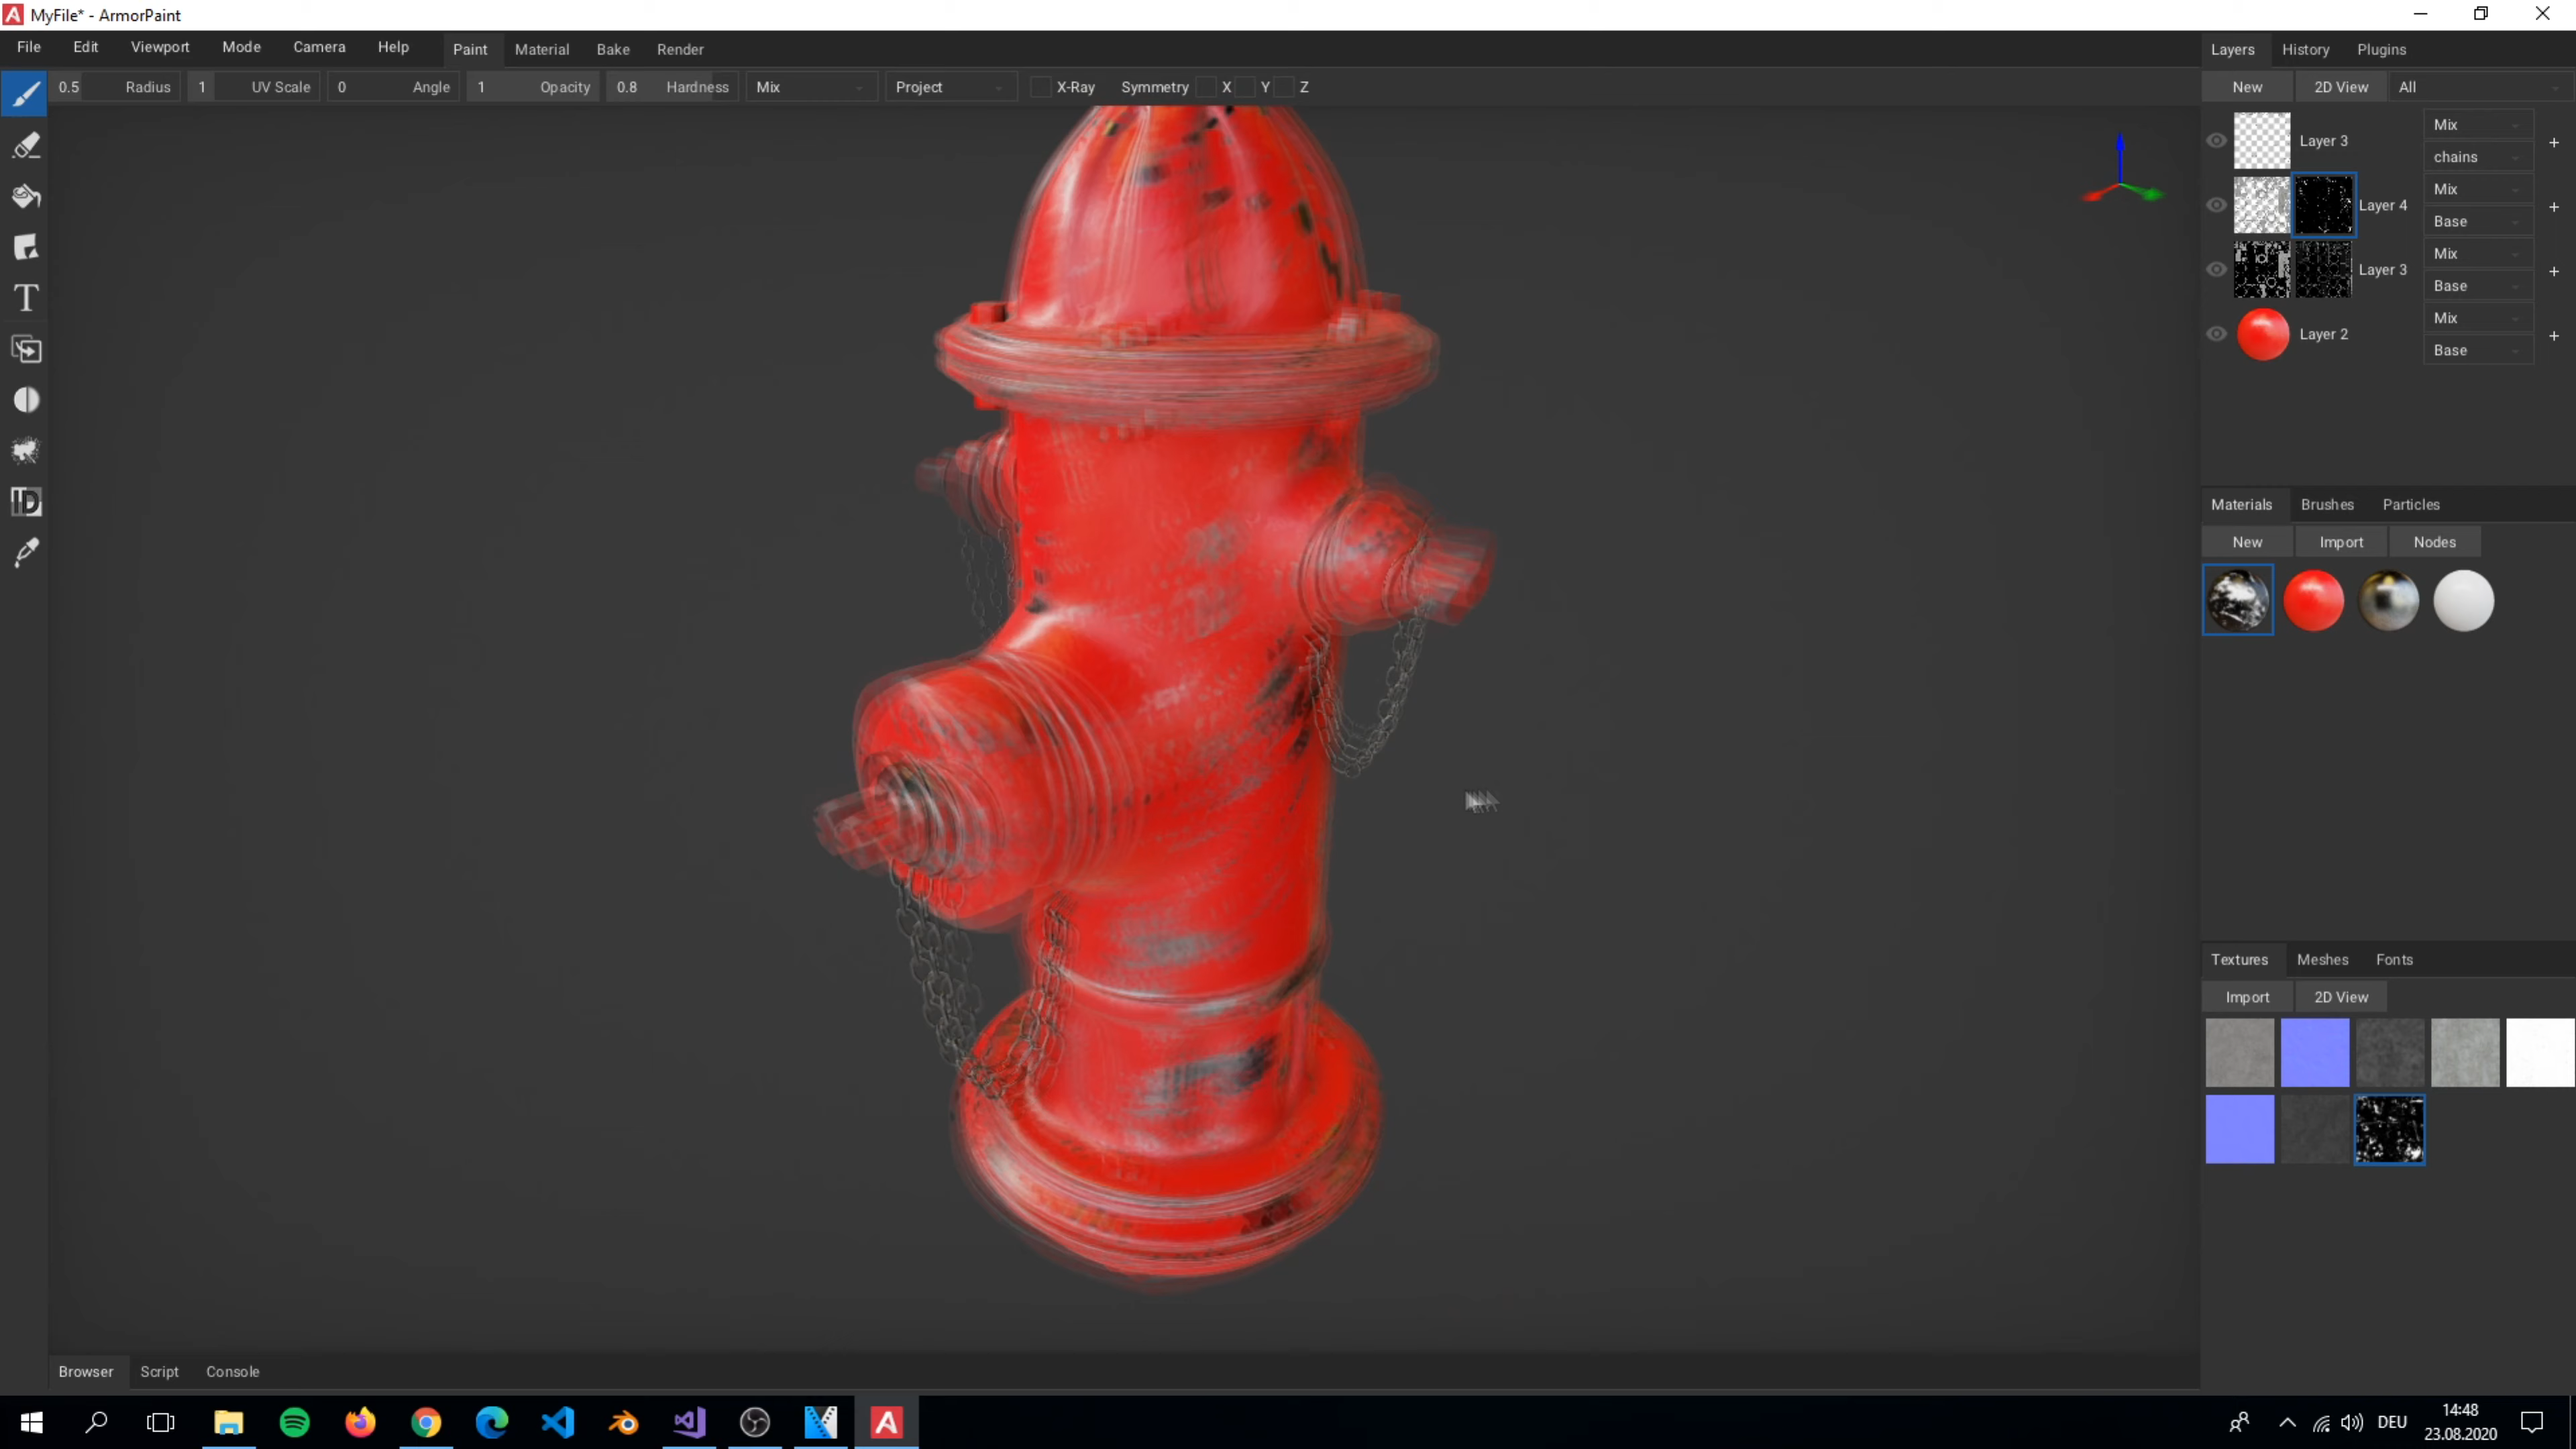 MyFile* - ArmorPaint
File Edit Viewport Mode Camera Help Paint Material Bake Render
Layers History Plugins
0.5 Radius 1 UV Scale 0 Angle 1 Opacity 0.8 Hardness Mix Project X-Ray Symmetry X Y Z
New 2D View All
Layer 3 Mix
chains
Layer 4 Mix
Base
Layer 3 Mix
Base
Layer 2 Mix
Base
T
ID
Materials Brushes Particles
New Import Nodes
Textures Meshes Fonts
Import 2D View
Browser Script Console
DEU
14:48
23.08.2020